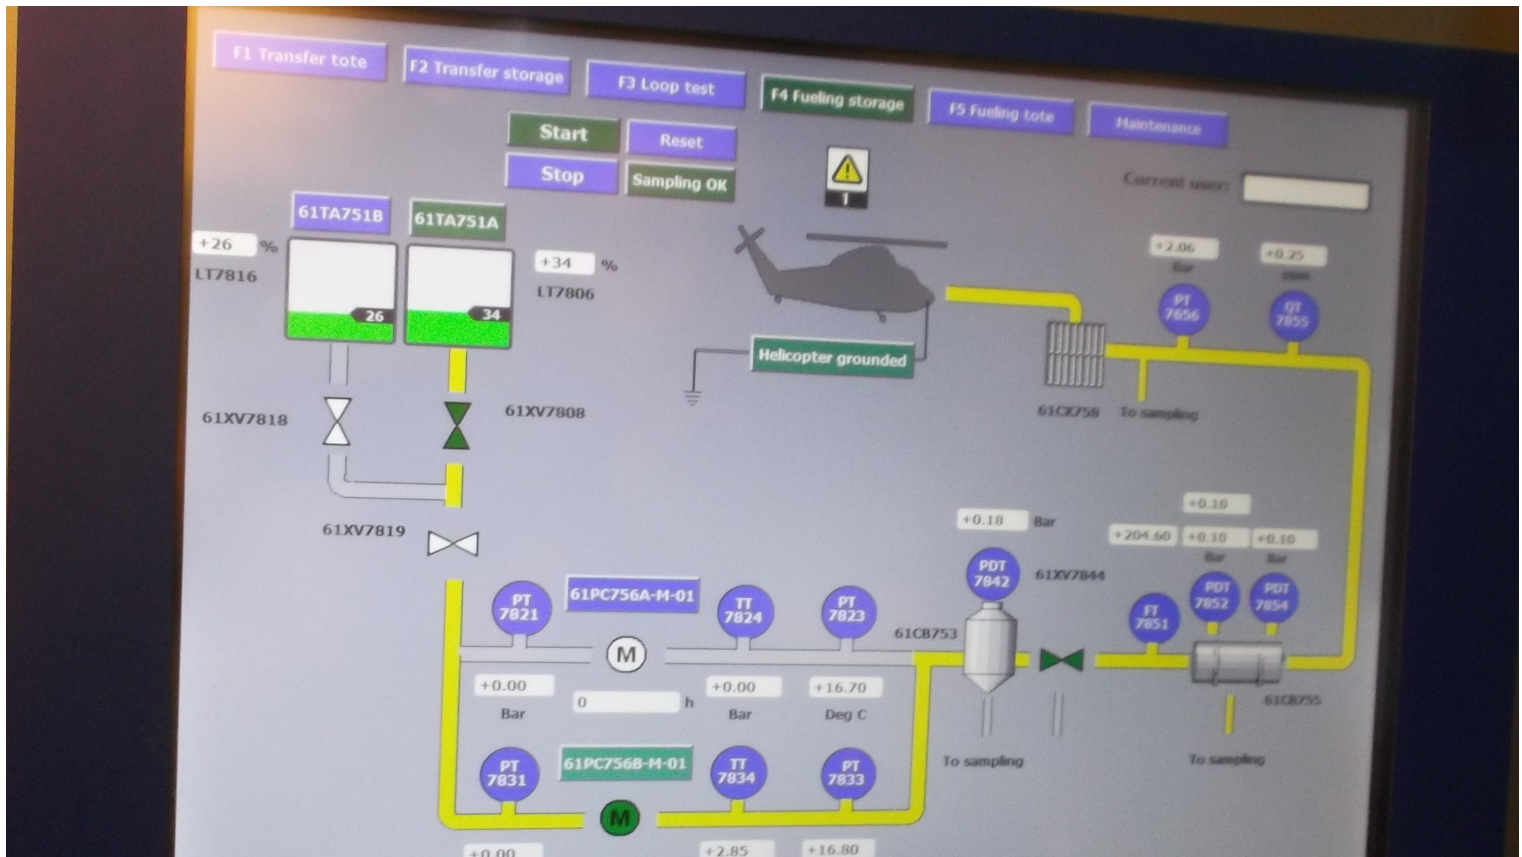 F1 Transfer tote
F2 Transfer storage
F3 Loop test
F4 Fueling storage
F5 Fueling tote
Maintenance
Start
Reset
Stop
Sampling OK
1
Current user:
61TA751B
61TA751A
+26 %
LT7816
+34 %
LT7806
26
34
+2.06
Bar
+0.25
PT
7656
QT
7855
Helicopter grounded
61XV7818
61XV7808
61CX758
To sampling
61XV7819
+0.18 Bar
+0.10
+204.60
+0.10
+0.10
Bar
Bar
PDT
7842
61XV7844
PDT
7852
PDT
7854
FT
7851
PT
7821
61PC756A-M-01
TT
7824
PT
7823
61CB753
M
+0.00
Bar
0 h
+0.00
Bar
+16.70
Deg C
61CB755
To sampling
To sampling
PT
7831
61PC756B-M-01
TT
7834
PT
7833
M
+0.00
+2.85
+16.80